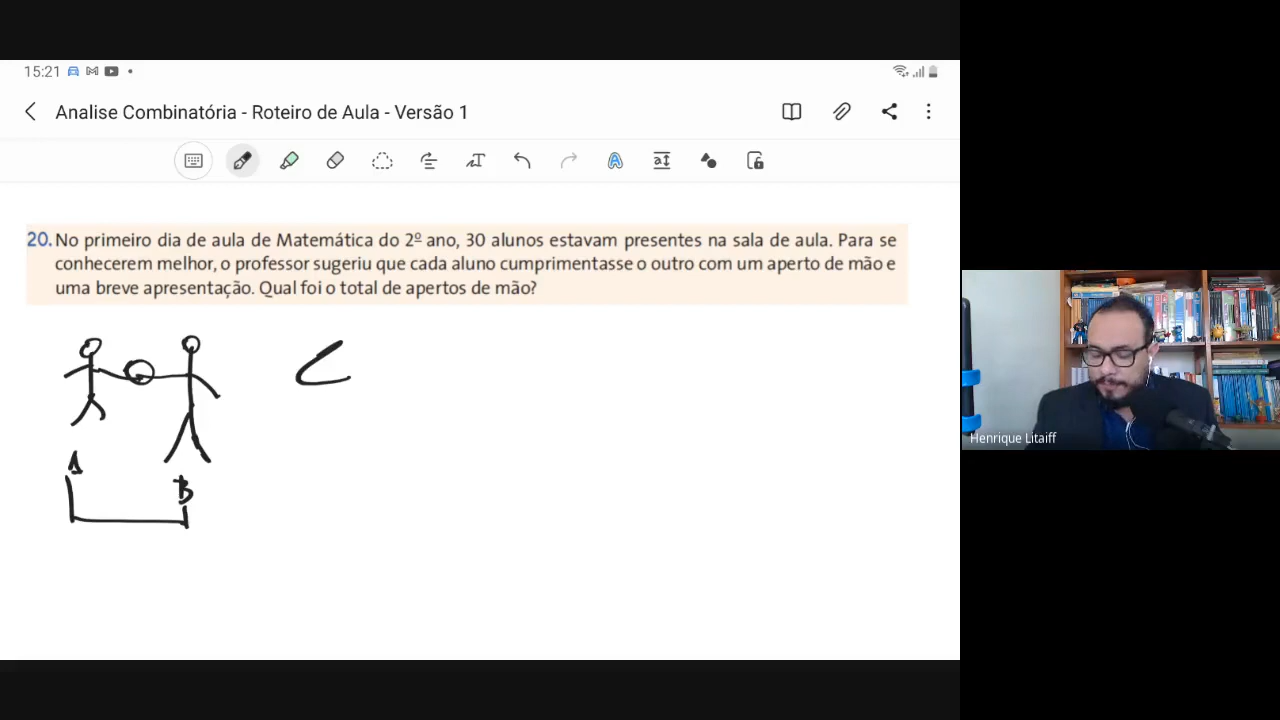 15:21
Analise Combinatória - Roteiro de Aula - Versão 1
20. No primeiro dia de aula de Matemática do 2º ano, 30 alunos estavam presentes na sala de aula. Para se
conhecerem melhor, o professor sugeriu que cada aluno cumprimentasse o outro com um aperto de mão e
uma breve apresentação. Qual foi o total de apertos de mão?
C
A
B
Henrique Litaiff